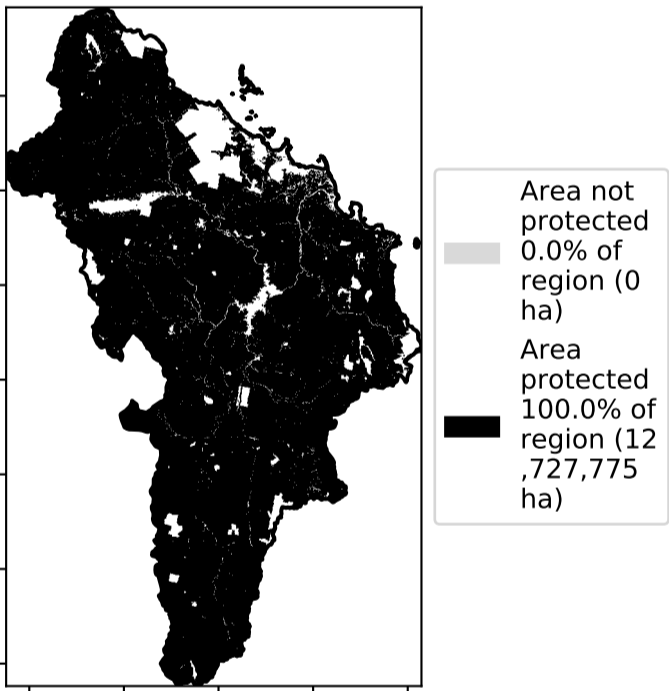 Area not
protected
0.0% of
region (0
ha)
Area
protected
100.0% of
region (12
,727,775
ha)